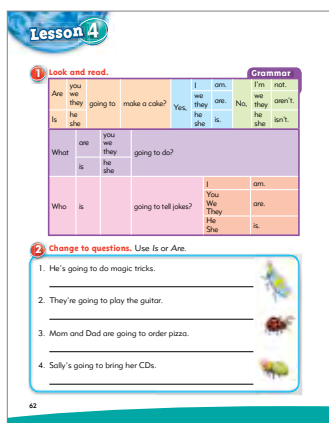 Lesson 4
1 Look and read.
Grammar
Are you we they going to make a cake? Yes, I am. No, I'm not.
we they are. we they aren't.
Is he she he she is. he she isn't.
What are you we they going to do?
is he she
Who is going to tell jokes? I am.
You We They are.
He She is.
2 Change to questions. Use Is or Are.
1. He's going to do magic tricks.
2. They're going to play the guitar.
3. Mom and Dad are going to order pizza.
4. Sally's going to bring her CDs.
62